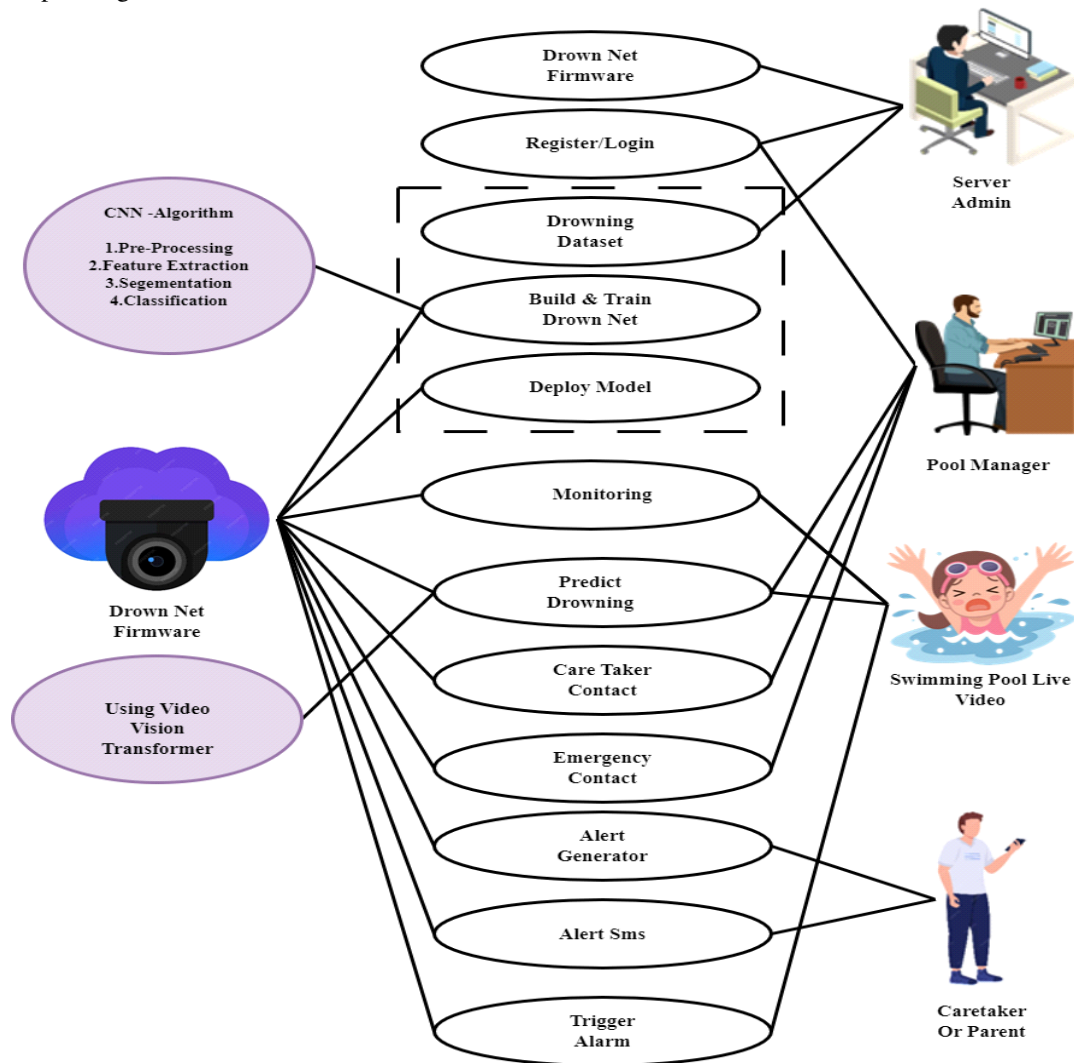 Drown Net
Firmware
Register/Login
Server
Admin
CNN -Algorithm
1.Pre-Processing
2.Feature Extraction
3.Segementation
4.Classification
Drowning
Dataset
Build & Train
Drown Net
Deploy Model
Pool Manager
Monitoring
Drown Net
Firmware
Predict
Drowning
Swimming Pool Live
Video
Using Video
Vision
Transformer
Care Taker
Contact
Emergency
Contact
Alert
Generator
Alert Sms
Caretaker
Or Parent
Trigger
Alarm